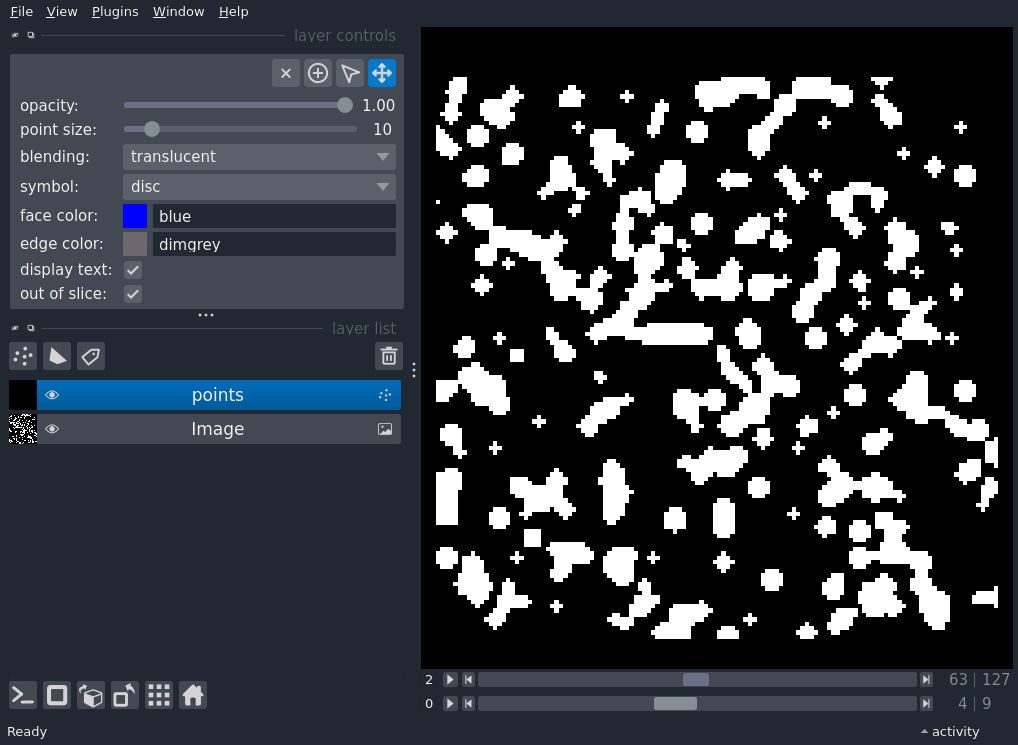 File View Plugins Window Help
layer controls
opacity: 1.00
point size: 10
blending: translucent
symbol: disc
face color: blue
edge color: dimgrey
display text:
out of slice:
layer list
points
Image
2 63 | 127
0 4 | 9
Ready activity